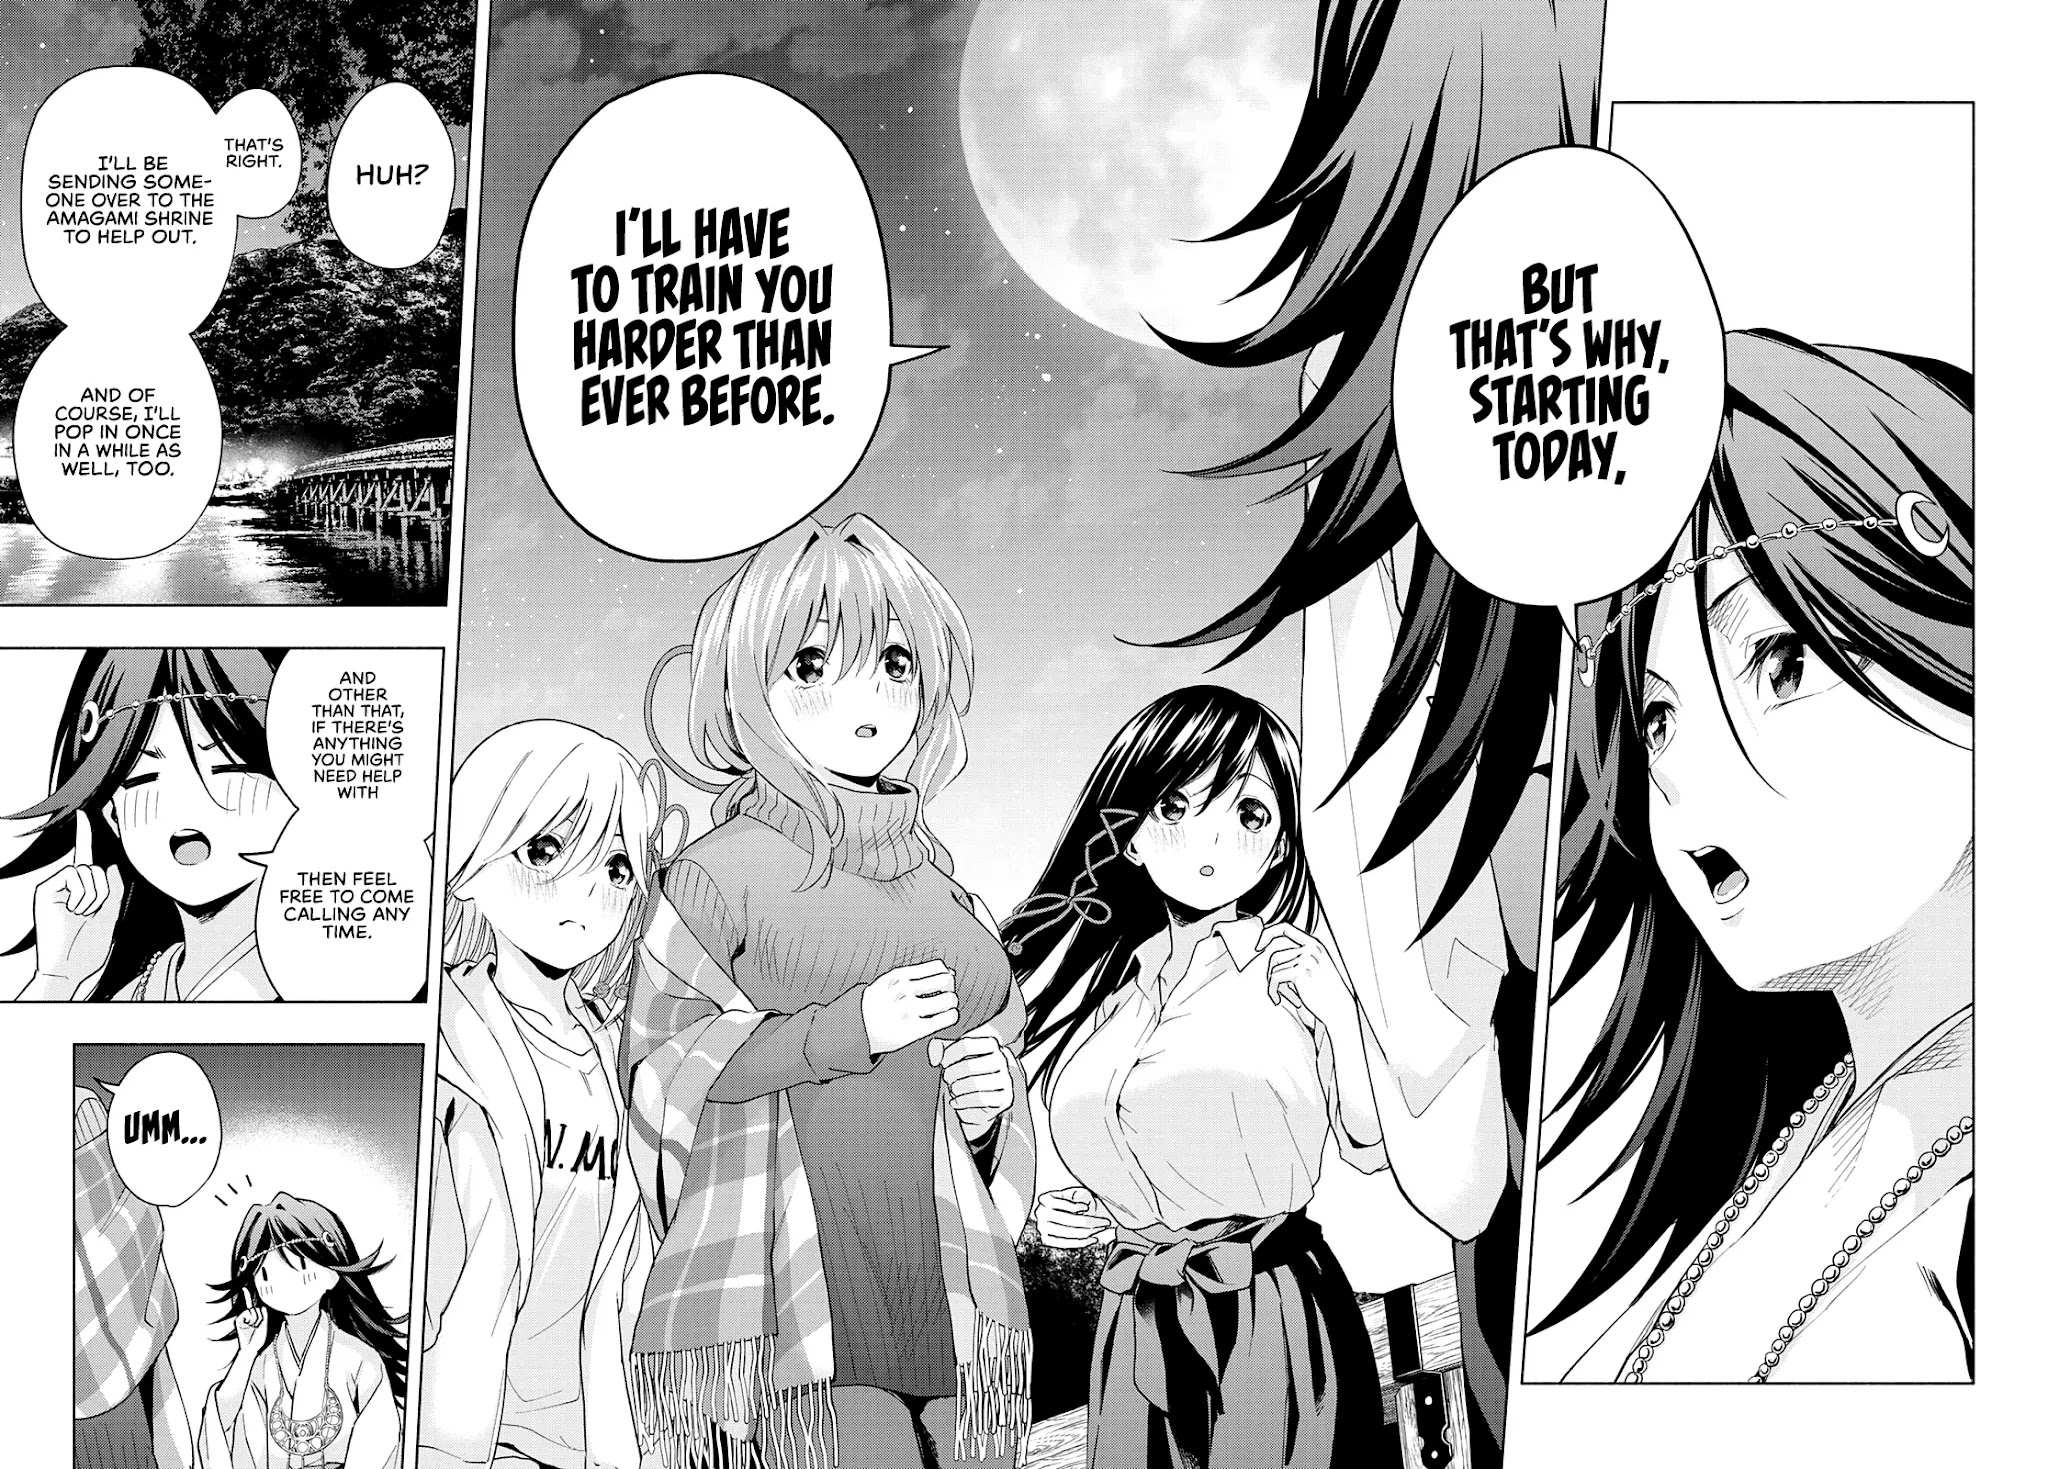 BUT
THAT'S WHY,
STARTING
TODAY,
I'LL HAVE
TO TRAIN YOU
HARDER THAN
EVER BEFORE.
HUH?
THAT'S
RIGHT.
I'LL BE
SENDING SOME-
ONE OVER TO THE
AMAGAMI SHRINE
TO HELP OUT.
AND OF
COURSE, I'LL
POP IN ONCE
IN A WHILE AS
WELL, TOO.
AND
OTHER
THAN THAT,
IF THERE'S
ANYTHING
YOU MIGHT
NEED HELP
WITH
THEN FEEL
FREE TO COME
CALLING ANY
TIME.
UMM...